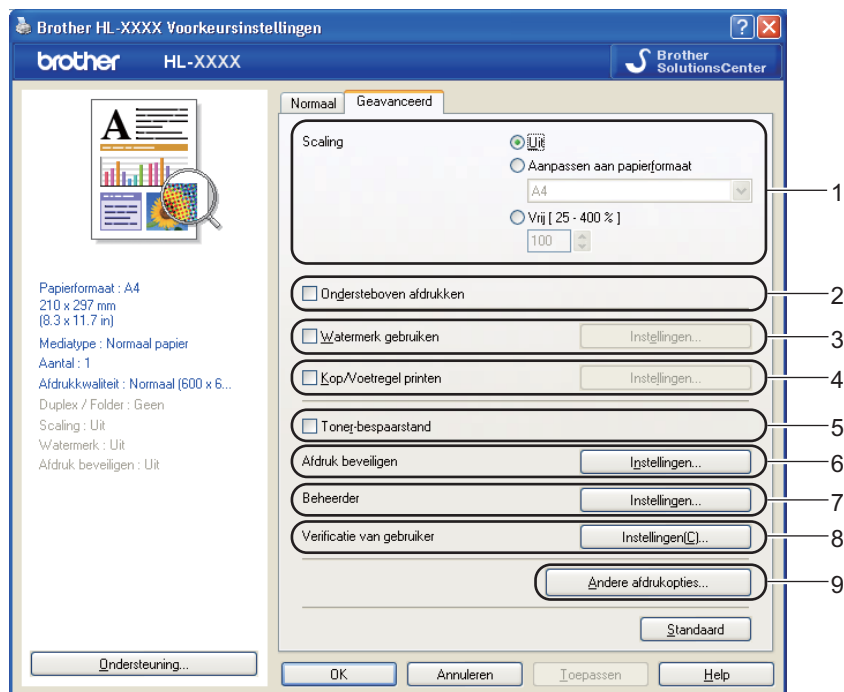 Brother HL-XXXX Voorkeursinstellingen
brother HL-XXXX
Brother
SolutionsCenter
A
Papierformaat : A4
210 x 297 mm
(8.3 x 11.7 in)
Mediatype : Normaal papier
Aantal : 1
Afdrukkwaliteit : Normaal (600 x 6...
Duplex / Folder : Geen
Scaling : Uit
Watermerk : Uit
Afdruk beveiligen : Uit
Ondersteuning...
Normaal Geavanceerd
Scaling
Uit
Aanpassen aan papierformaat
A4
Vrij [ 25 - 400 % ]
100
1
Ondersteboven afdrukken
2
Watermerk gebruiken Instellingen...
3
Kop/Voetregel printen Instellingen...
4
Toner-bespaarstand
5
Afdruk beveiligen Instellingen...
6
Beheerder Instellingen...
7
Verificatie van gebruiker Instellingen(C)...
8
Andere afdrukopties...
9
Standaard
OK Annuleren Toepassen Help